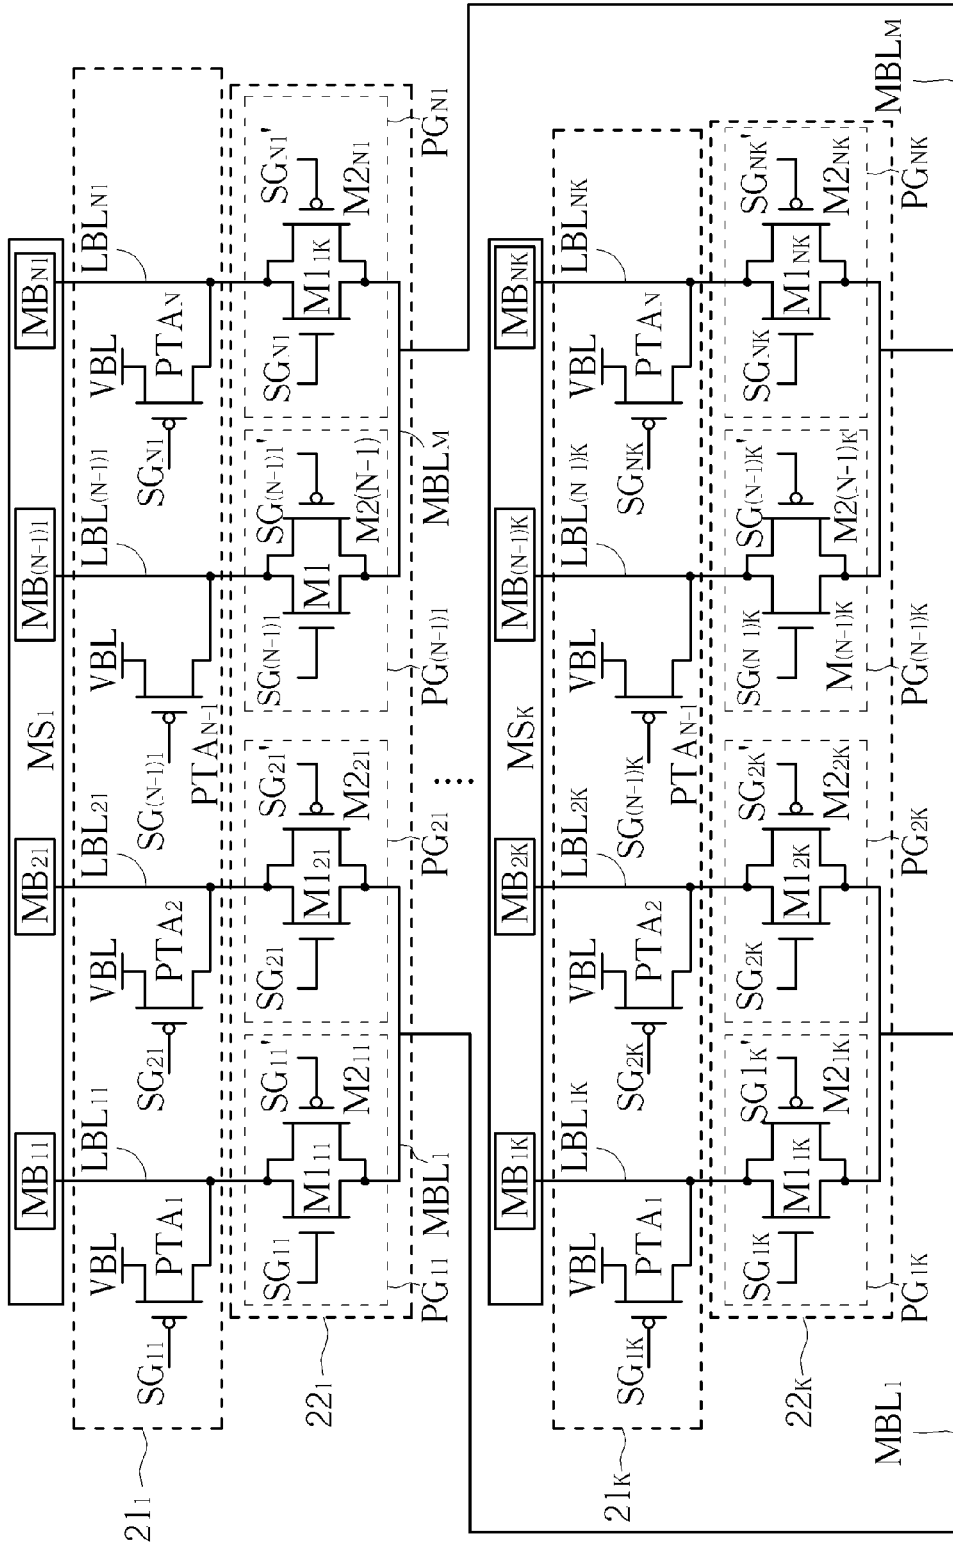 MS1
MB11
MB21
MB(N-1)1
MBN1
LBL11
LBL21
LBL(N-1)1
LBLN1
VBL
VBL
VBL
VBL
PTA1
PTA2
PTAN-1
PTAN
SG11
SG21
SG(N-1)1
SGN1
211
SG11
M111
SG11'
M211
SG21
M121
SG21'
M221
SG(N-1)1
M1
SG(N-1)1'
M2(N-1)
SGN1
M11K
SGN1'
M2N1
221
PG11
MBL1
PG21
PG(N-1)1
MBLM
PGN1
....
MSK
MB1K
MB2K
MB(N-1)K
MBNK
LBL1K
LBL2K
LBL(N-1)K
LBLNK
VBL
VBL
VBL
VBL
PTA1
PTA2
PTAN-1
PTAN
SG1K
SG2K
SG(N-1)K
SGNK
21K
SG1K
M11K
SG1K'
M21K
SG2K
M12K
SG2K'
M22K
SG(N-1)K
M(N-1)K
SG(N-1)K'
M2(N-1)K
SGNK
M1NK
SGNK'
M2NK
22K
PG1K
PG2K
PG(N-1)K
PGNK
MBL1
MBLM